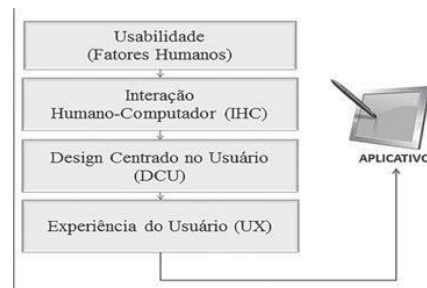 Usabilidade
(Fatores Humanos)
Interação
Humano-Computador (IHC)
Design Centrado no Usuário
(DCU)
Experiência do Usuário (UX)
APLICATIVO